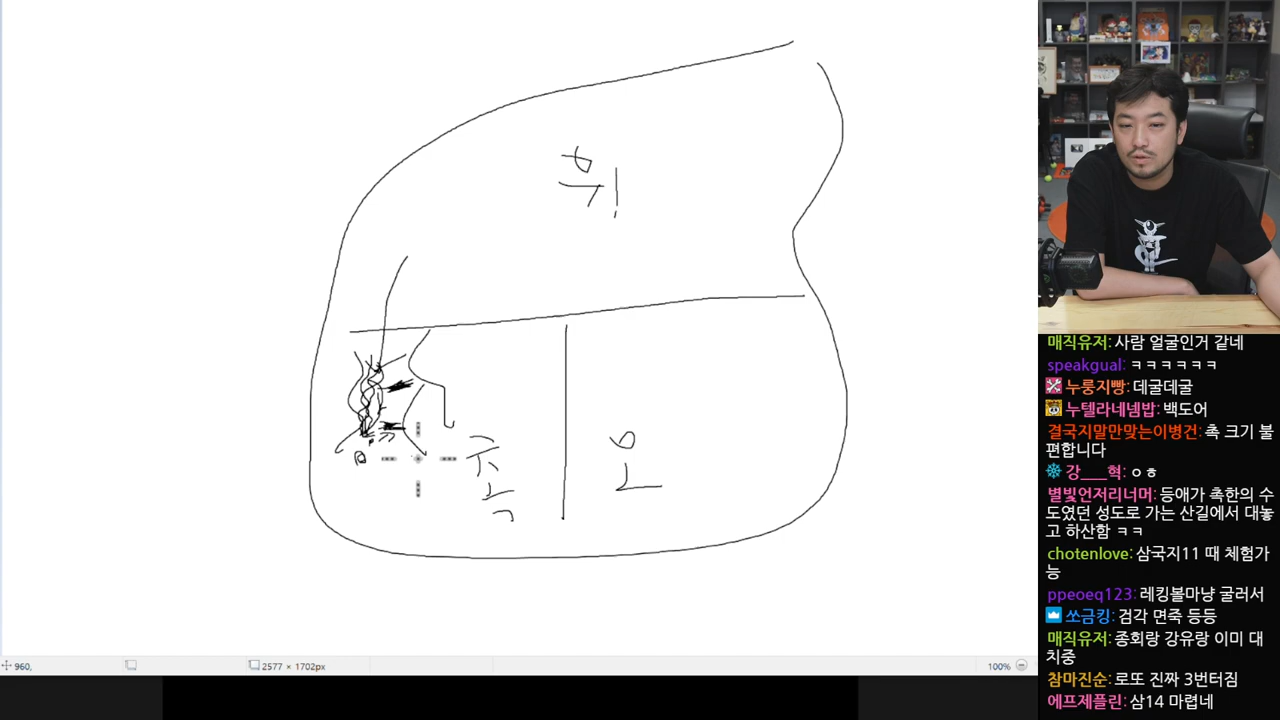 위
촉
오
960,
2577 × 1702px
100%
매직유저: 사람 얼굴인거 같네
speakgual: ㅋㅋㅋㅋㅋㅋ
누룽지빵: 데굴데굴
누텔라네넴밥: 백도어
결국지말만맞는이병건: 촉 크기 불
편합니다
강___혁: ㅇㅎ
별빛언저리너머: 등애가 촉한의 수
도였던 성도로 가는 산길에서 대놓
고 하산함 ㅋㅋ
chotenlove: 삼국지11 때 체험가
능
ppeoeq123: 레킹볼마냥 굴러서
쏘금킹: 검각 면죽 등등
매직유저: 종회랑 강유랑 이미 대
치중
참마진순: 로또 진짜 3번터짐
에프제플린: 삼14 마렵네